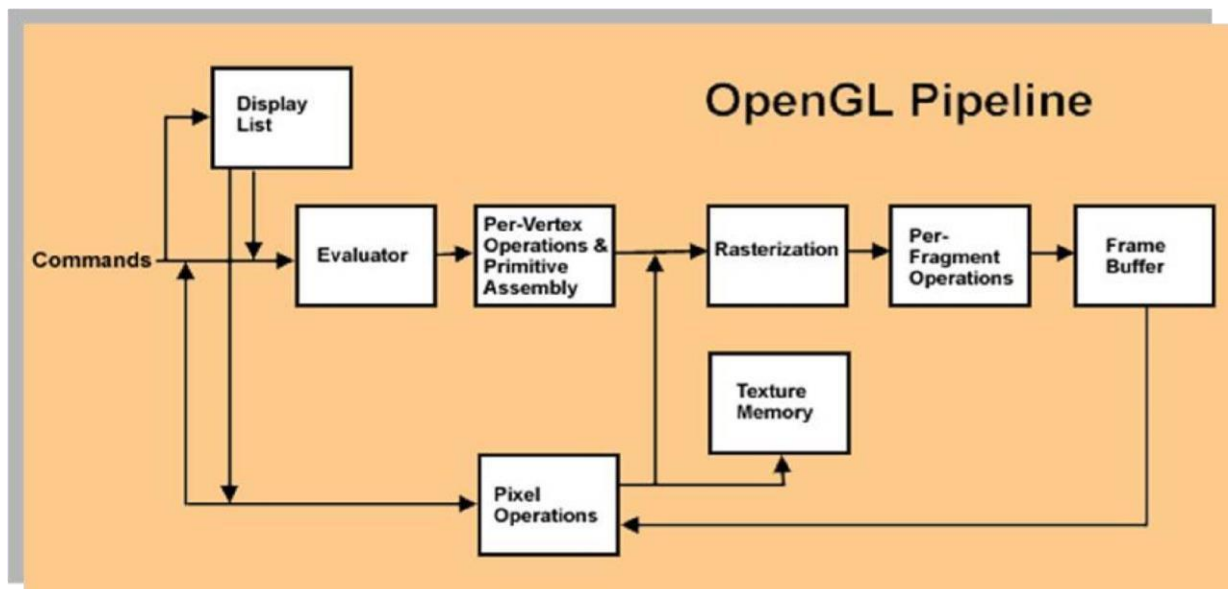 OpenGL Pipeline
Display
List
Commands
Evaluator
Per-Vertex
Operations &
Primitive
Assembly
Rasterization
Per-
Fragment
Operations
Frame
Buffer
Texture
Memory
Pixel
Operations